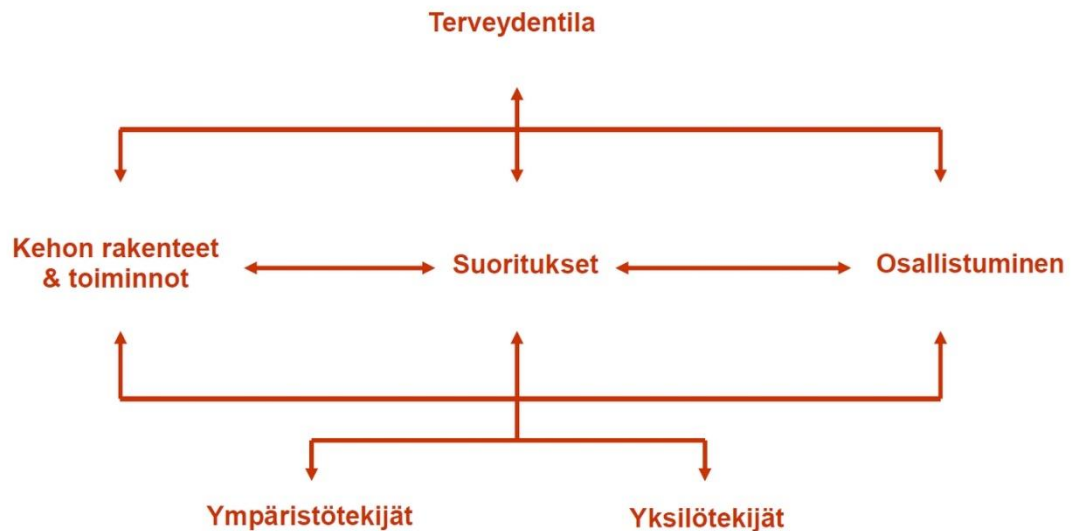 Terveydentila
Kehon rakenteet
& toiminnot
Suoritukset
Osallistuminen
Ympäristötekijät
Yksilötekijät